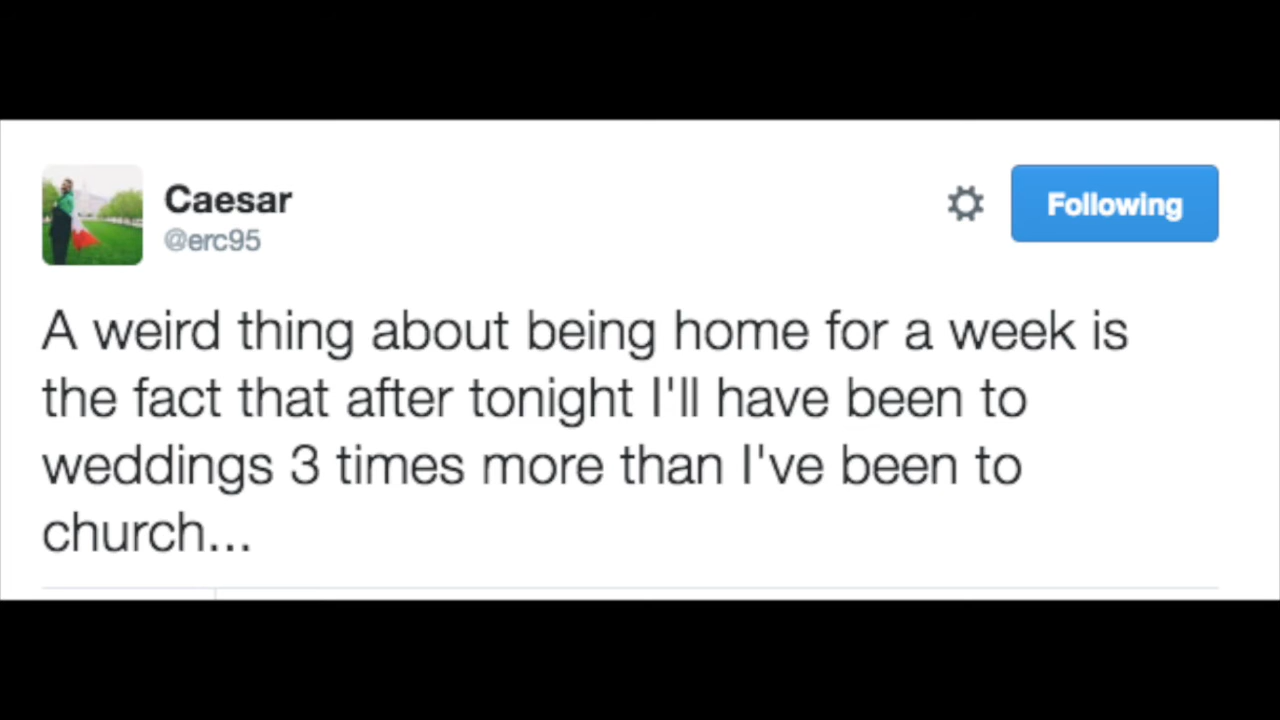 Caesar
@erc95
Following
A weird thing about being home for a week is
the fact that after tonight I'll have been to
weddings 3 times more than I've been to
church...